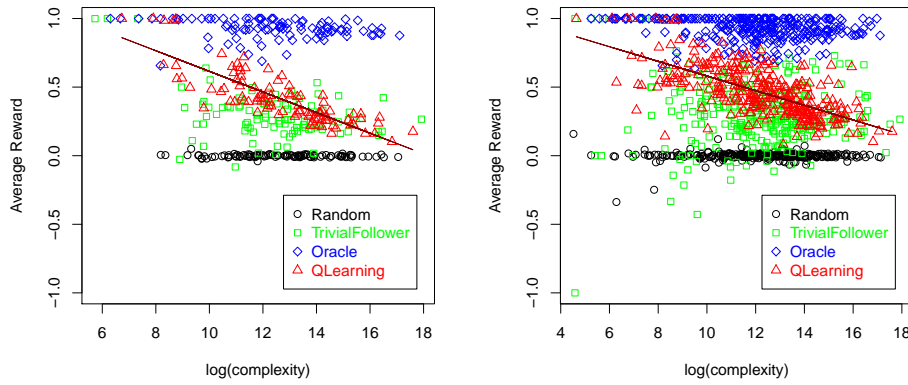 1.0
0.5
0.0
−0.5
−1.0
Average Reward
6 8 10 12 14 16 18
log(complexity)
Random
TrivialFollower
Oracle
QLearning
1.0
0.5
0.0
−0.5
−1.0
Average Reward
4 6 8 10 12 14 16 18
log(complexity)
Random
TrivialFollower
Oracle
QLearning